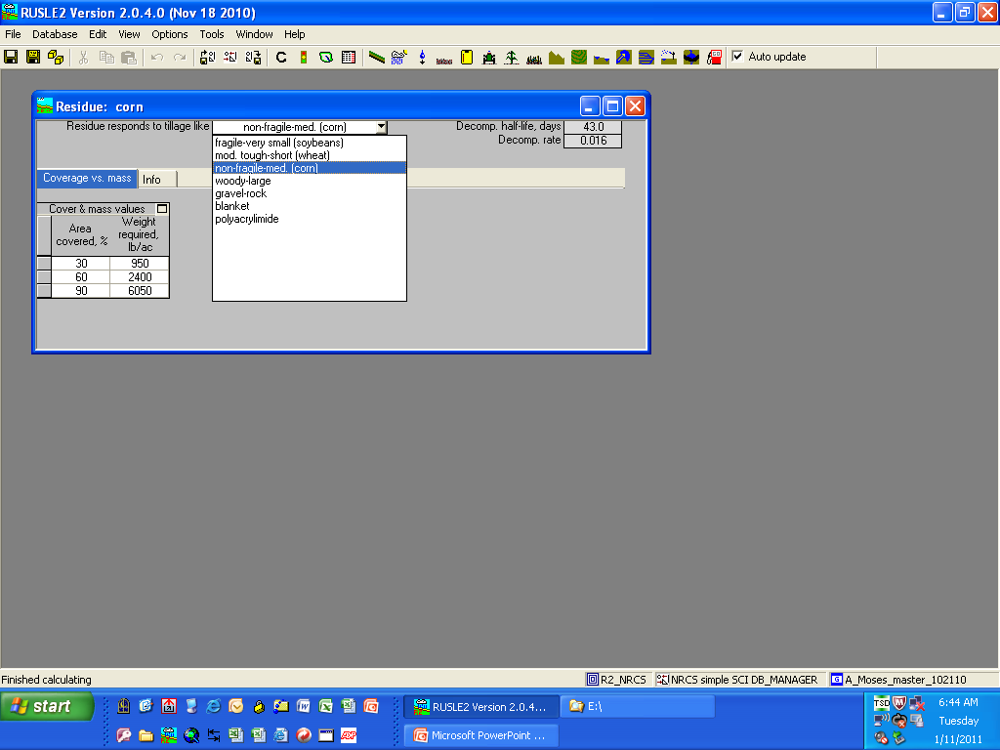 RUSLE2 Version 2.0.4.0 (Nov 18 2010)
File Database Edit View Options Tools Window Help
Auto update
Residue: corn
Residue responds to tillage like non-fragile-med. (corn) Decomp. half-life, days 43.0
Decomp. rate 0.016
fragile-very small (soybeans)
mod. tough-short (wheat)
non-fragile-med. (corn)
woody-large
gravel-rock
blanket
polyacrylimide
Coverage vs. mass Info
Cover & mass values
Area covered, % Weight required, lb/ac
30 950
60 2400
90 6050
Finished calculating R2_NRCS NRCS simple SCI DB_MANAGER A_Moses_master_102110
start RUSLE2 Version 2.0.4... E:\ TSD 6:44 AM
Tuesday
Microsoft PowerPoint ... 1/11/2011